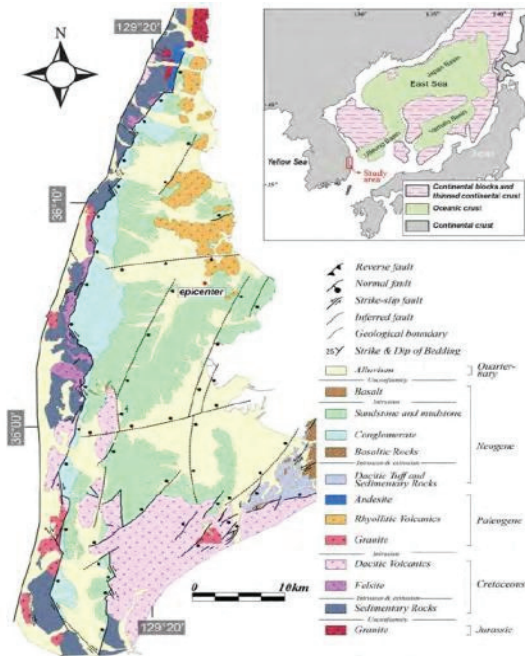 N
129°20'
36°10'
epicenter
36°00'
0
10km
129°20'
East Sea
Japan Basin
Yellow Sea
Study area
Continental blocks and
thinned continental crust
Oceanic crust
Continental crust
Reverse fault
Normal fault
Strike-slip fault
Inferred fault
Geological boundary
25 Strike & Dip of Bedding
Alluvium
Quarter-
nary
Unconformity
Basalt
Intrusion
Sandstone and mudstone
Conglomerate
Neogene
Basaltic Rocks
Intrusion & extrusion
Dacitic Tuff and
Sedimentary Rocks
Andesite
Rhyollitic Volcanics
Paleogene
Granite
Intrusion
Dacitic Volcanics
Felsite
Cretaceous
Intrusion & extrusion
Sedimentary Rocks
Unconformity
Granite
Jurassic